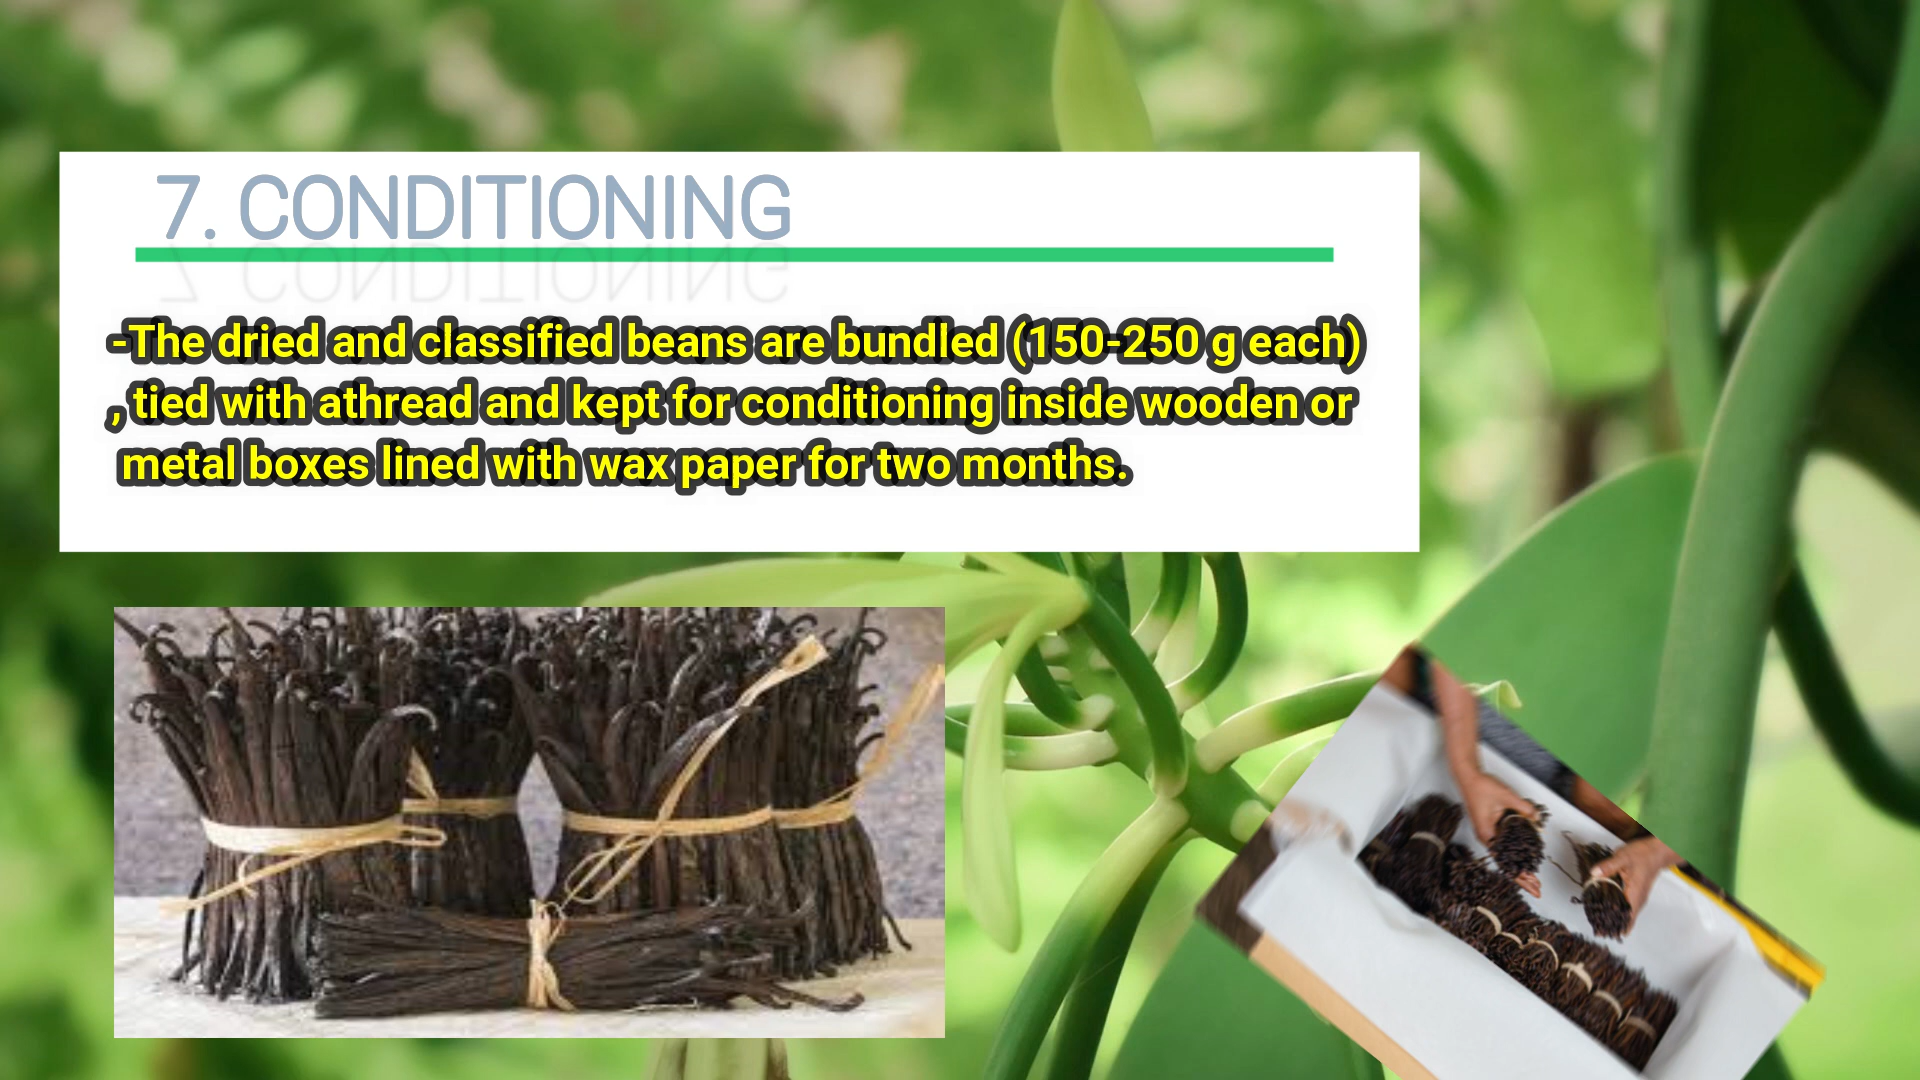 7. CONDITIONING
-The dried and classified beans are bundled (150-250 g each)
, tied with athread and kept for conditioning inside wooden or
metal boxes lined with wax paper for two months.